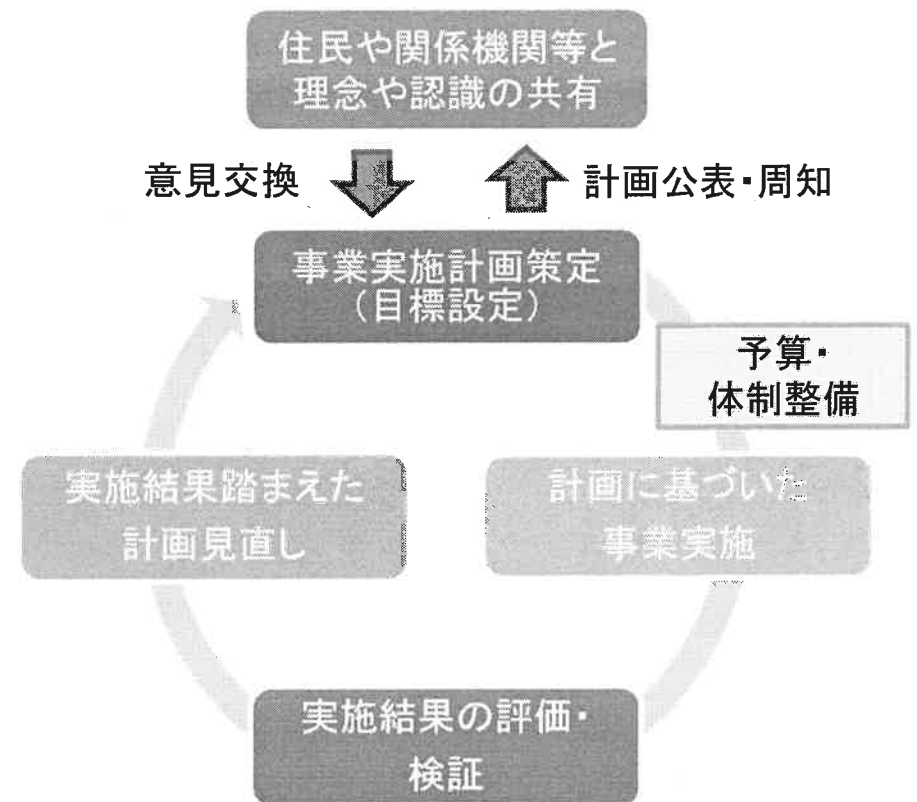 住民や関係機関等と
理念や認識の共有
意見交換
計画公表・周知
事業実施計画策定
(目標設定)
予算・
体制整備
実施結果踏まえた
計画見直し
計画に基づいた
事業実施
実施結果の評価・
検証